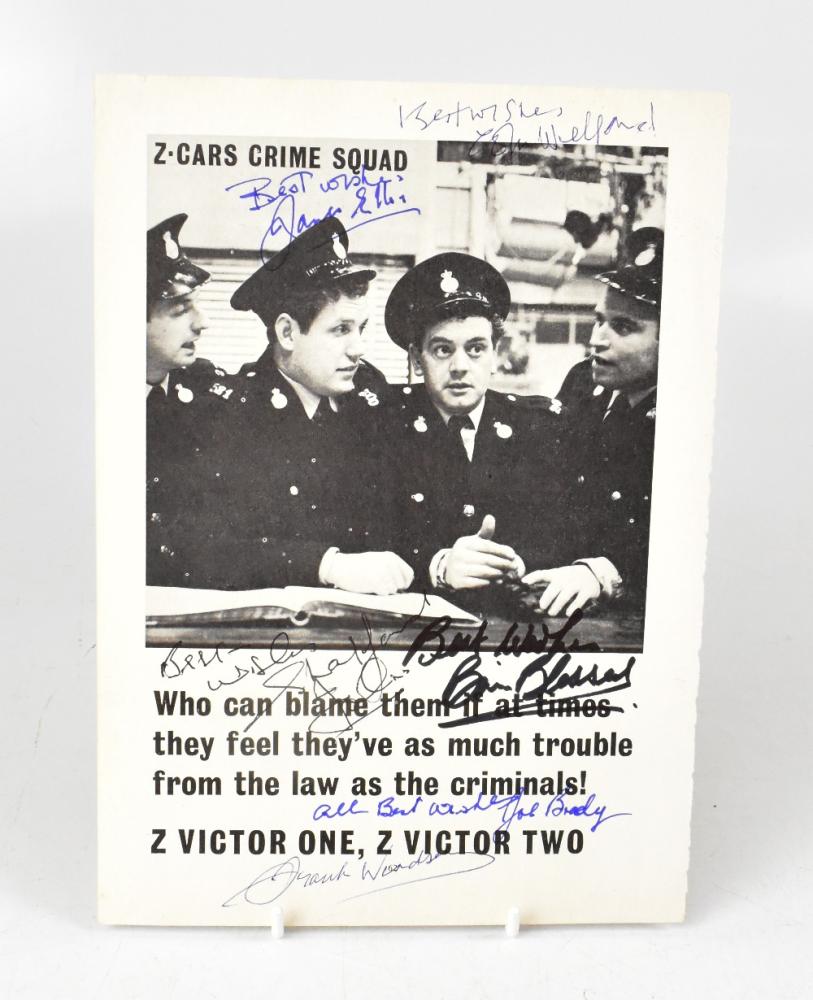 Best wishes
Z·CARS CRIME SQUAD
Best wishes
James Ellis
Best wishes
Best wishes
Brian Blessed
Who can blame them if at times
they feel they've as much trouble
from the law as the criminals!
All Best wishes Joe Brady
Z VICTOR ONE, Z VICTOR TWO
Frank Windsor